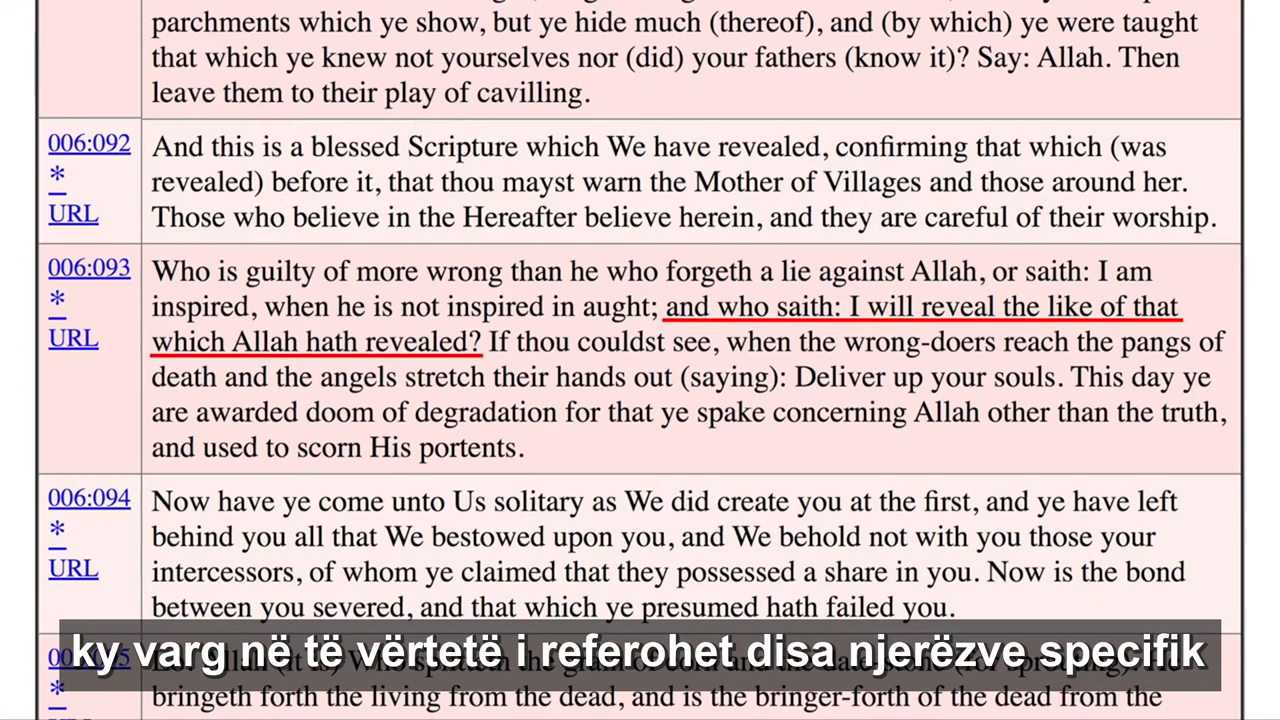 parchments which ye show, but ye hide much (thereof), and (by which) ye were taught
that which ye knew not yourselves nor (did) your fathers (know it)? Say: Allah. Then
leave them to their play of cavilling.
006:092
*
URL
And this is a blessed Scripture which We have revealed, confirming that which (was
revealed) before it, that thou mayst warn the Mother of Villages and those around her.
Those who believe in the Hereafter believe herein, and they are careful of their worship.
006:093
*
URL
Who is guilty of more wrong than he who forgeth a lie against Allah, or saith: I am
inspired, when he is not inspired in aught; and who saith: I will reveal the like of that
which Allah hath revealed? If thou couldst see, when the wrong-doers reach the pangs of
death and the angels stretch their hands out (saying): Deliver up your souls. This day ye
are awarded doom of degradation for that ye spake concerning Allah other than the truth,
and used to scorn His portents.
006:094
*
URL
Now have ye come unto Us solitary as We did create you at the first, and ye have left
behind you all that We bestowed upon you, and We behold not with you those your
intercessors, of whom ye claimed that they possessed a share in you. Now is the bond
between you severed, and that which ye presumed hath failed you.
*
bringeth forth the living from the dead, and is the bringer-forth of the dead from the
ky varg në të vërtetë i referohet disa njerëzve specifik